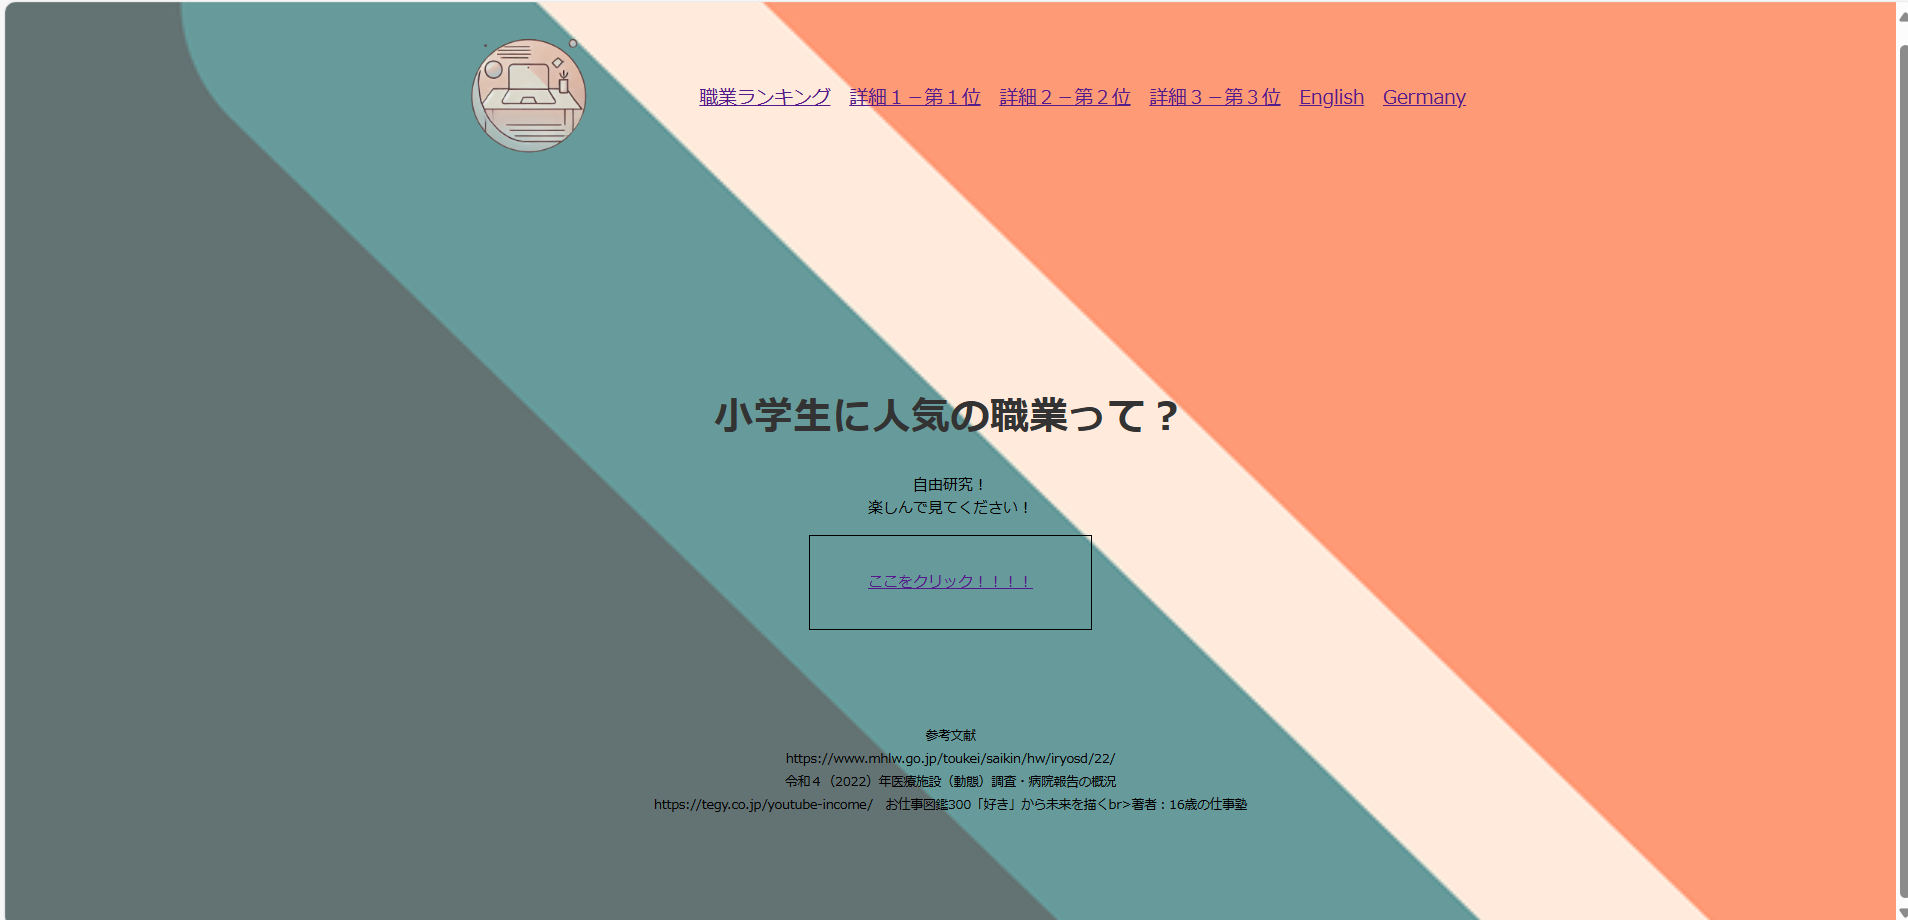 職業ランキング 詳細１－第１位 詳細２－第２位 詳細３－第３位 English Germany
小学生に人気の職業って？
自由研究！
楽しんで見てください！
ここをクリック！！！！
参考文献
https://www.mhlw.go.jp/toukei/saikin/hw/iryosd/22/
令和４（2022）年医療施設（動態）調査・病院報告の概況
https://tegy.co.jp/youtube-income/　お仕事図鑑300「好き」から未来を描くbr>著者：16歳の仕事塾